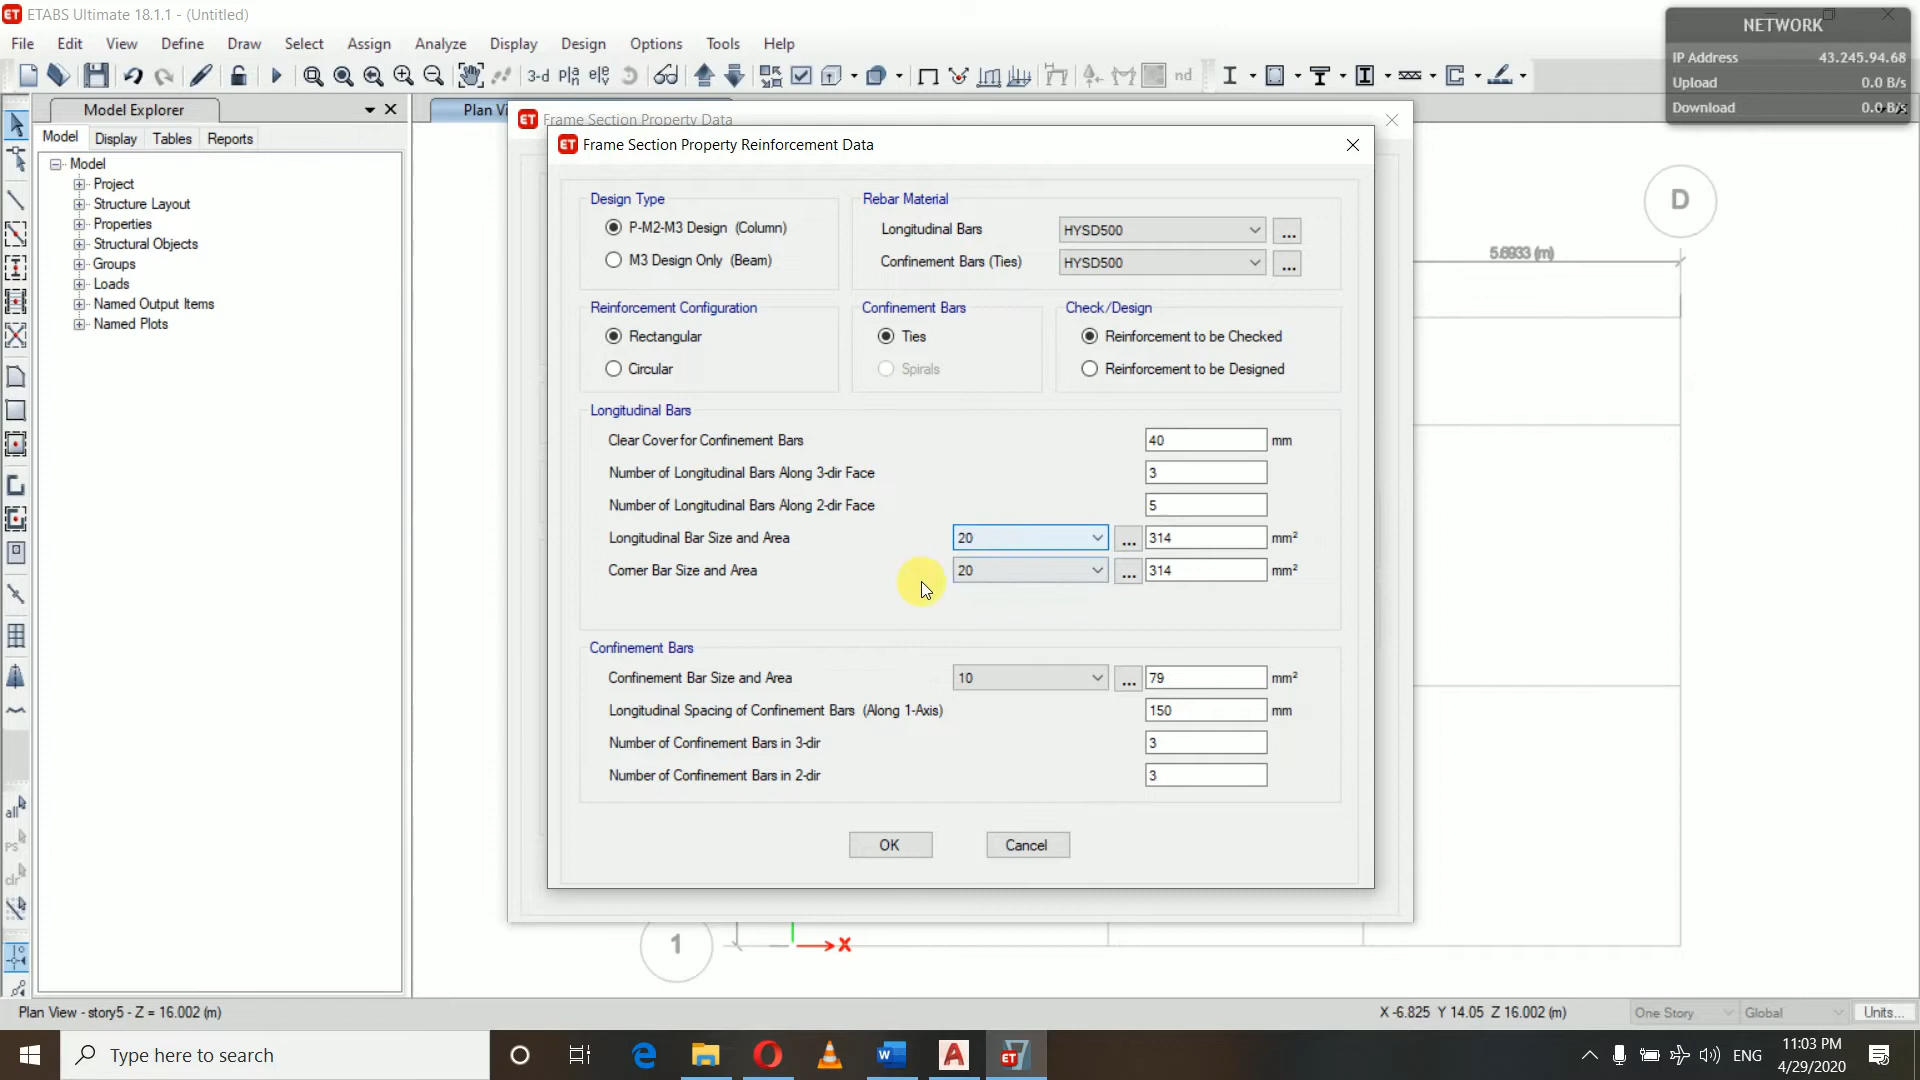 ETABS Ultimate 18.1.1 - (Untitled)
File Edit View Define Draw Select Assign Analyze Display Design Options Tools Help
NETWORK
IP Address 43.245.94.68
Upload 0.0 B/s
Download 0.0 B/s
3-d
nd
Model Explorer
Plan Vi
Model Display Tables Reports
Model
Project
Structure Layout
Properties
Structural Objects
Groups
Loads
Named Output Items
Named Plots
all
ps
clr
Frame Section Property Data
Frame Section Property Reinforcement Data
Design Type
P-M2-M3 Design (Column)
M3 Design Only (Beam)
Rebar Material
Longitudinal Bars HYSD500 ...
Confinement Bars (Ties) HYSD500 ...
Reinforcement Configuration
Rectangular
Circular
Confinement Bars
Ties
Spirals
Check/Design
Reinforcement to be Checked
Reinforcement to be Designed
Longitudinal Bars
Clear Cover for Confinement Bars 40 mm
Number of Longitudinal Bars Along 3-dir Face 3
Number of Longitudinal Bars Along 2-dir Face 5
Longitudinal Bar Size and Area 20 ... 314 mm²
Corner Bar Size and Area 20 ... 314 mm²
Confinement Bars
Confinement Bar Size and Area 10 ... 79 mm²
Longitudinal Spacing of Confinement Bars (Along 1-Axis) 150 mm
Number of Confinement Bars in 3-dir 3
Number of Confinement Bars in 2-dir 3
OK Cancel
D
5.6933 (m)
1
X
Plan View - story5 - Z = 16.002 (m)
X -6.825 Y 14.05 Z 16.002 (m)
One Story Global Units...
Type here to search
ENG
11:03 PM
4/29/2020